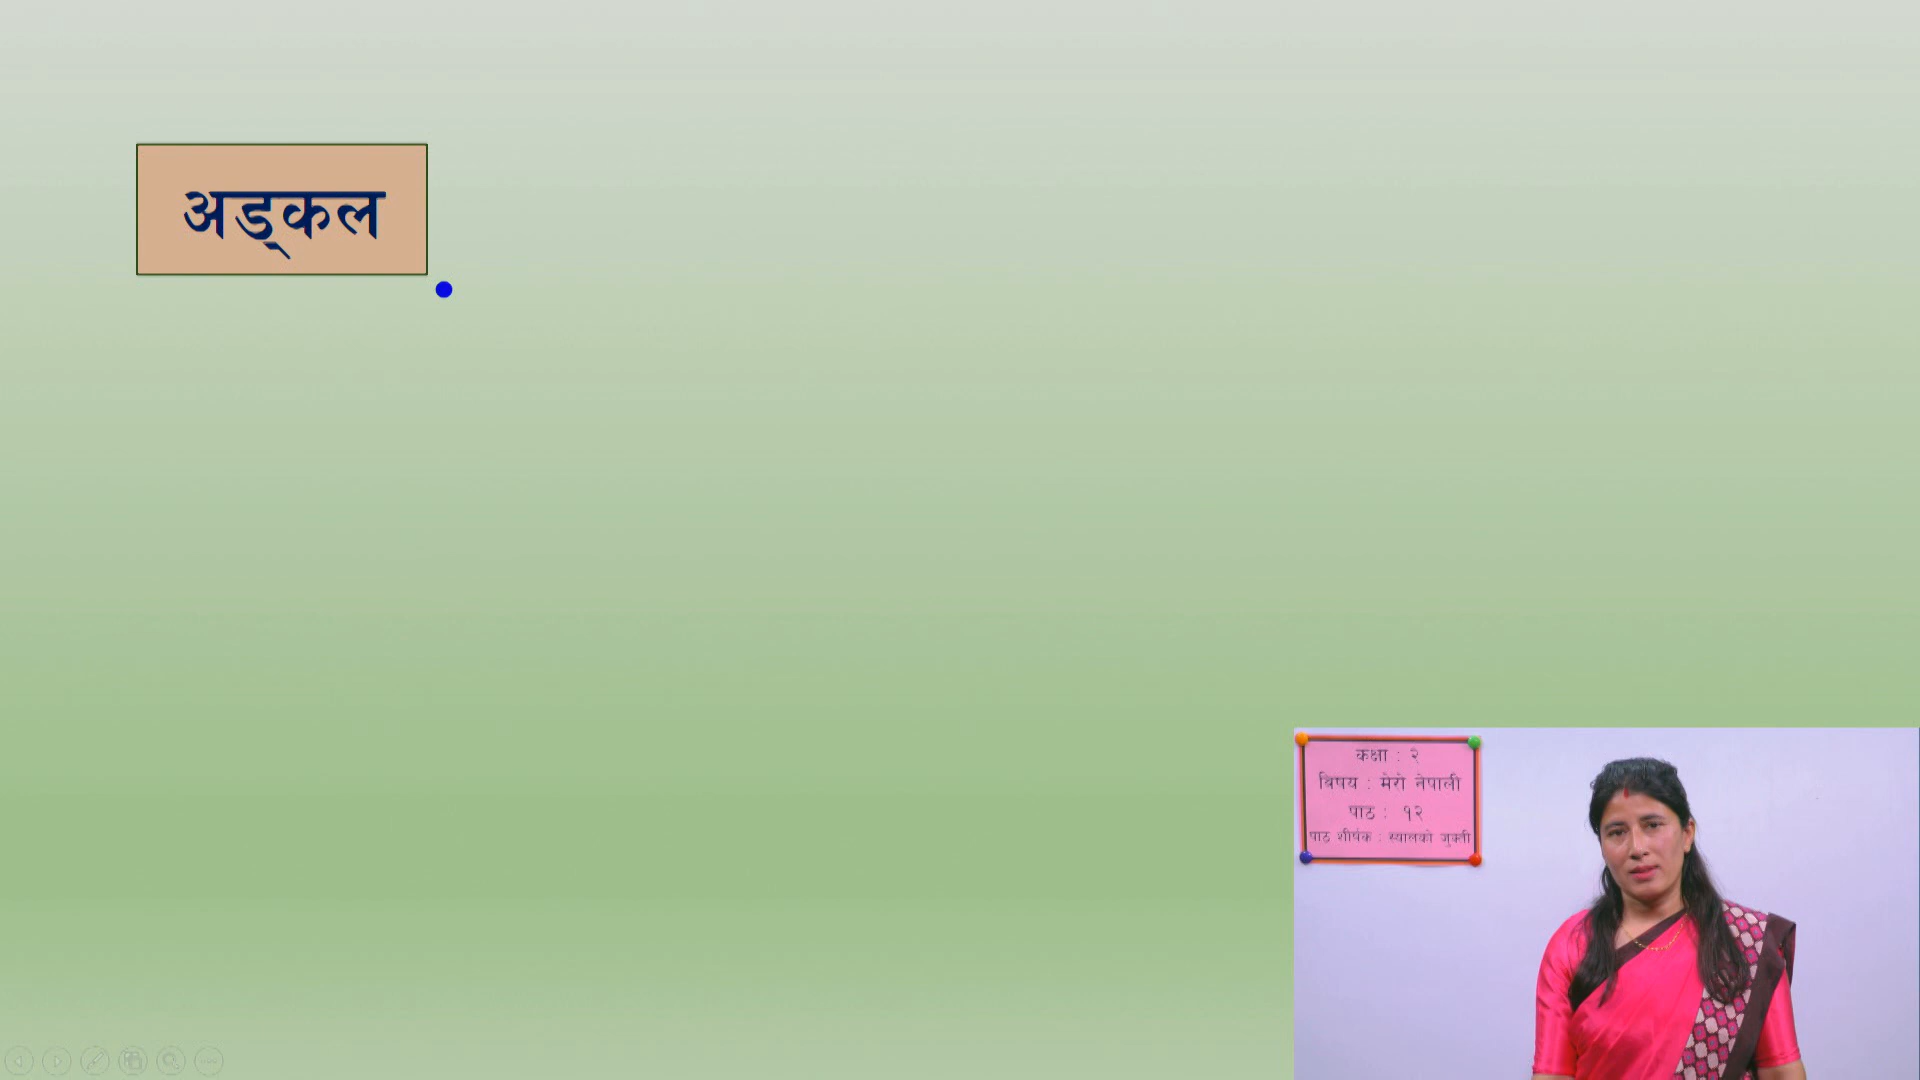 अड्कल
कक्षा : २
विषय : मेरो नेपाली
पाठ : १२
पाठ शीर्षक : स्यालको जुक्ती